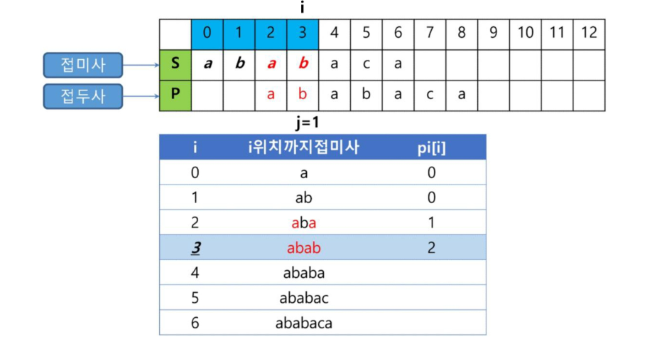 i
0 1 2 3 4 5 6 7 8 9 10 11 12
접미사 S a b a b a c a
접두사 P a b a b a c a
j=1
i i위치까지접미사 pi[i]
0 a 0
1 ab 0
2 aba 1
3 abab 2
4 ababa
5 ababac
6 ababaca